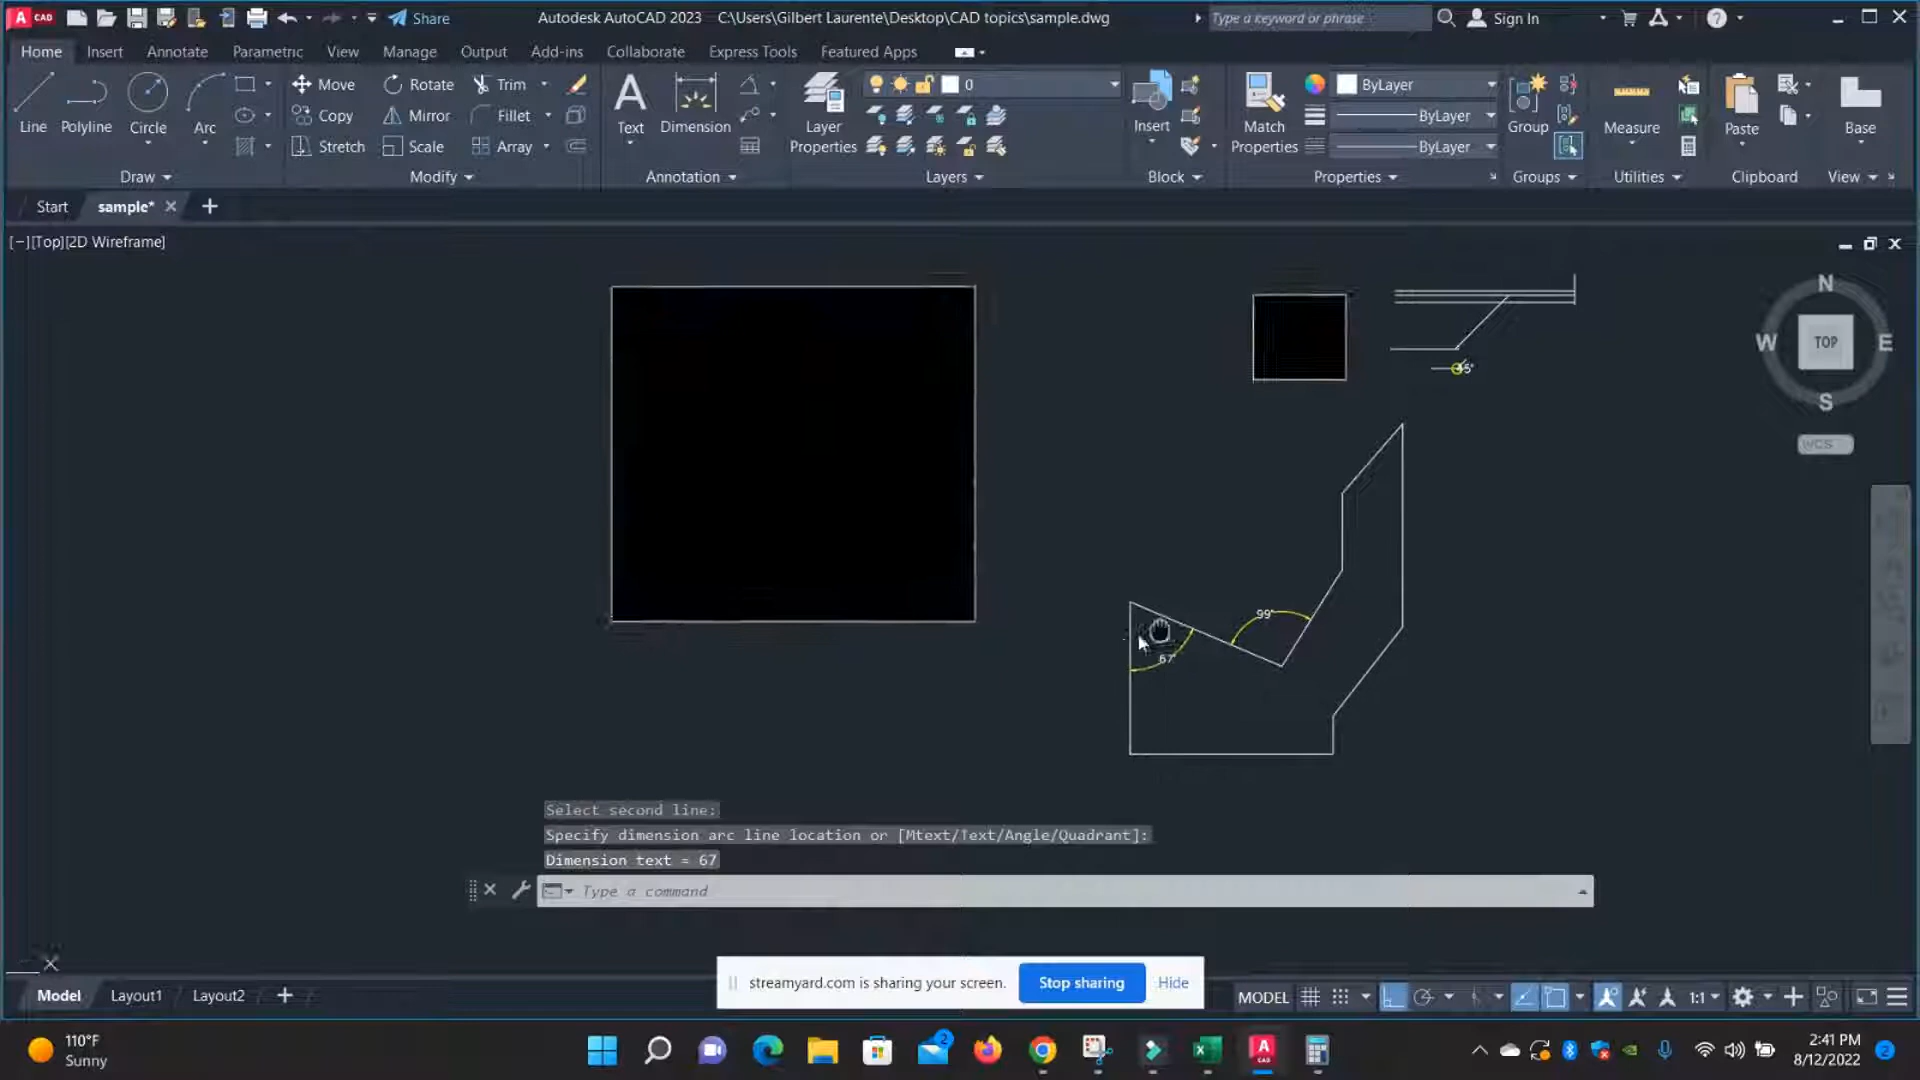 CAD Share Autodesk AutoCAD 2023 C:\Users\Gilbert Laurente\Desktop\CAD topics\sample.dwg Type a keyword or phrase Sign In
Home Insert Annotate Parametric View Manage Output Add-ins Collaborate Express Tools Featured Apps
Move Rotate Trim 0 ByLayer
Line Polyline Circle Arc Copy Mirror Fillet Text Dimension Layer Properties Insert Match Properties ByLayer Group Measure Paste Base
Stretch Scale Array ByLayer
Draw Modify Annotation Layers Block Properties Groups Utilities Clipboard View
Start sample* +
[−][Top][2D Wireframe]
N
W TOP E
S
WCS
99°
67°
Select second line:
Specify dimension arc line location or [Mtext/Text/Angle/Quadrant]:
Dimension text = 67
Type a command
X
streamyard.com is sharing your screen. Stop sharing Hide
Model Layout1 Layout2 + MODEL 1:1
110°F
Sunny
2
A CAD
2:41 PM
8/12/2022
2